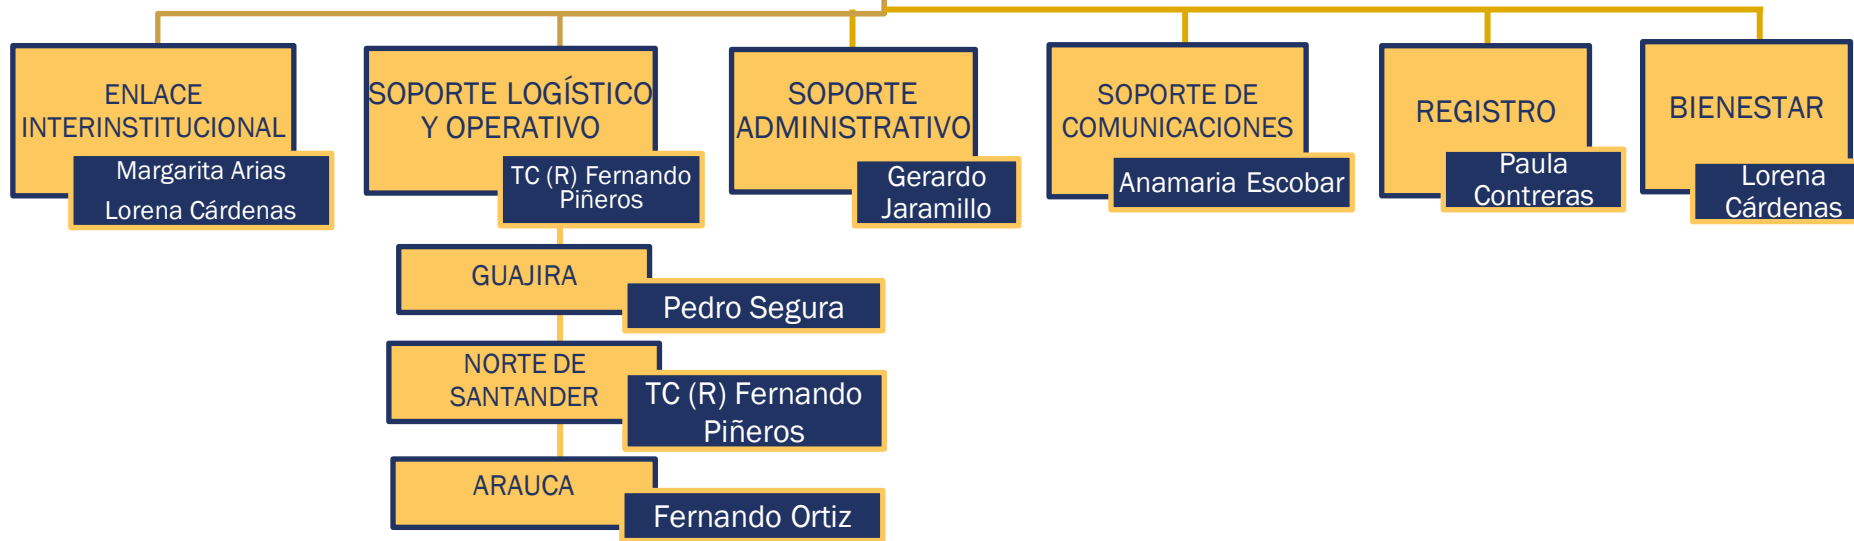 ENLACE
INTERINSTITUCIONAL
Margarita Arias
Lorena Cárdenas
SOPORTE LOGÍSTICO
Y OPERATIVO
TC (R) Fernando
Piñeros
SOPORTE
ADMINISTRATIVO
Gerardo
Jaramillo
SOPORTE DE
COMUNICACIONES
Anamaria Escobar
REGISTRO
Paula
Contreras
BIENESTAR
Lorena
Cárdenas
GUAJIRA
Pedro Segura
NORTE DE
SANTANDER
TC (R) Fernando
Piñeros
ARAUCA
Fernando Ortiz